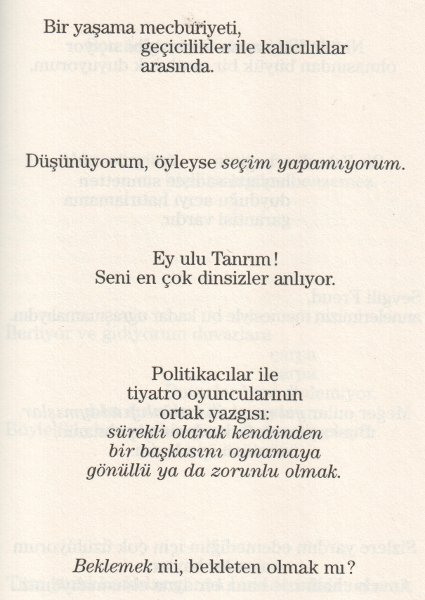 Bir yaşama mecburiyeti,
geçicilikler ile kalıcılıklar
arasında.
Düşünüyorum, öyleyse seçim yapamıyorum.
Ey ulu Tanrım!
Seni en çok dinsizler anlıyor.
Politikacılar ile
tiyatro oyuncularının
ortak yazgısı:
sürekli olarak kendinden
bir başkasını oynamaya
gönüllü ya da zorunlu olmak.
Beklemek mi, bekleten olmak mı?